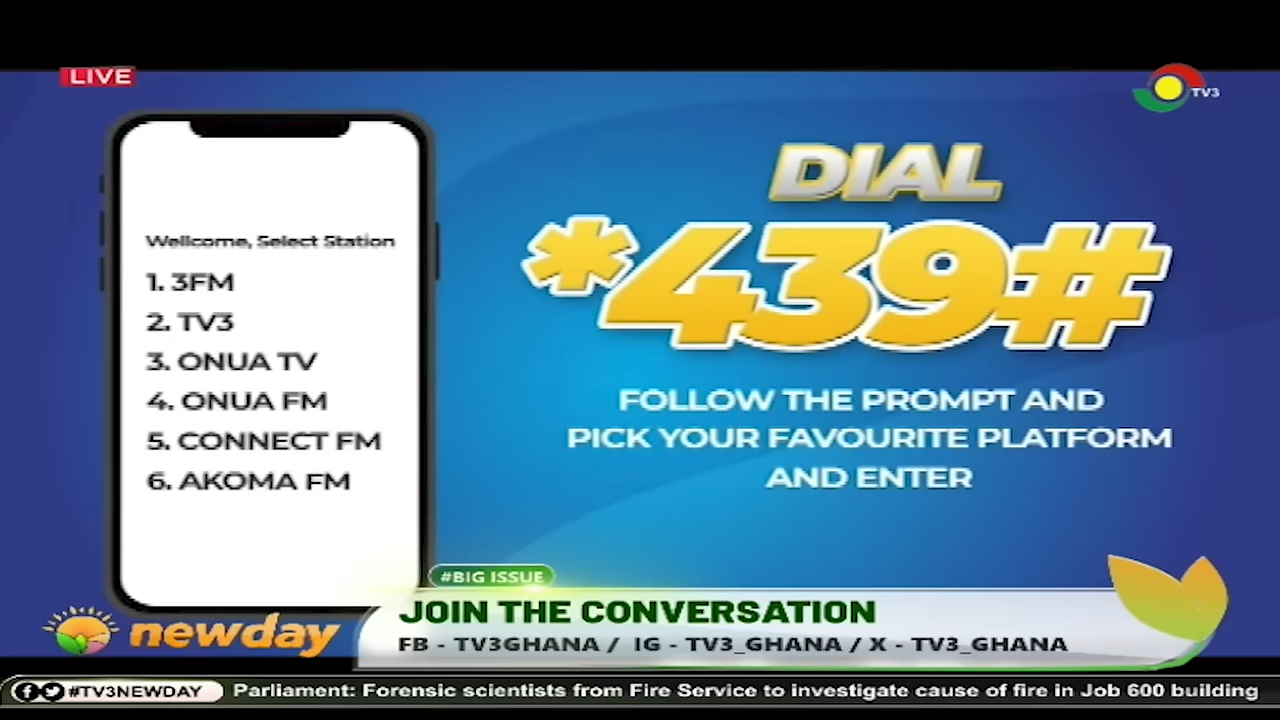 LIVE
TV3
Wellcome, Select Station
1. 3FM
2. TV3
3. ONUA TV
4. ONUA FM
5. CONNECT FM
6. AKOMA FM
DIAL
*439#
FOLLOW THE PROMPT AND
PICK YOUR FAVOURITE PLATFORM
AND ENTER
#BIG ISSUE
JOIN THE CONVERSATION
FB - TV3GHANA / IG - TV3_GHANA / X - TV3_GHANA
newday
#TV3NEWDAY
Parliament: Forensic scientists from Fire Service to investigate cause of fire in Job 600 building